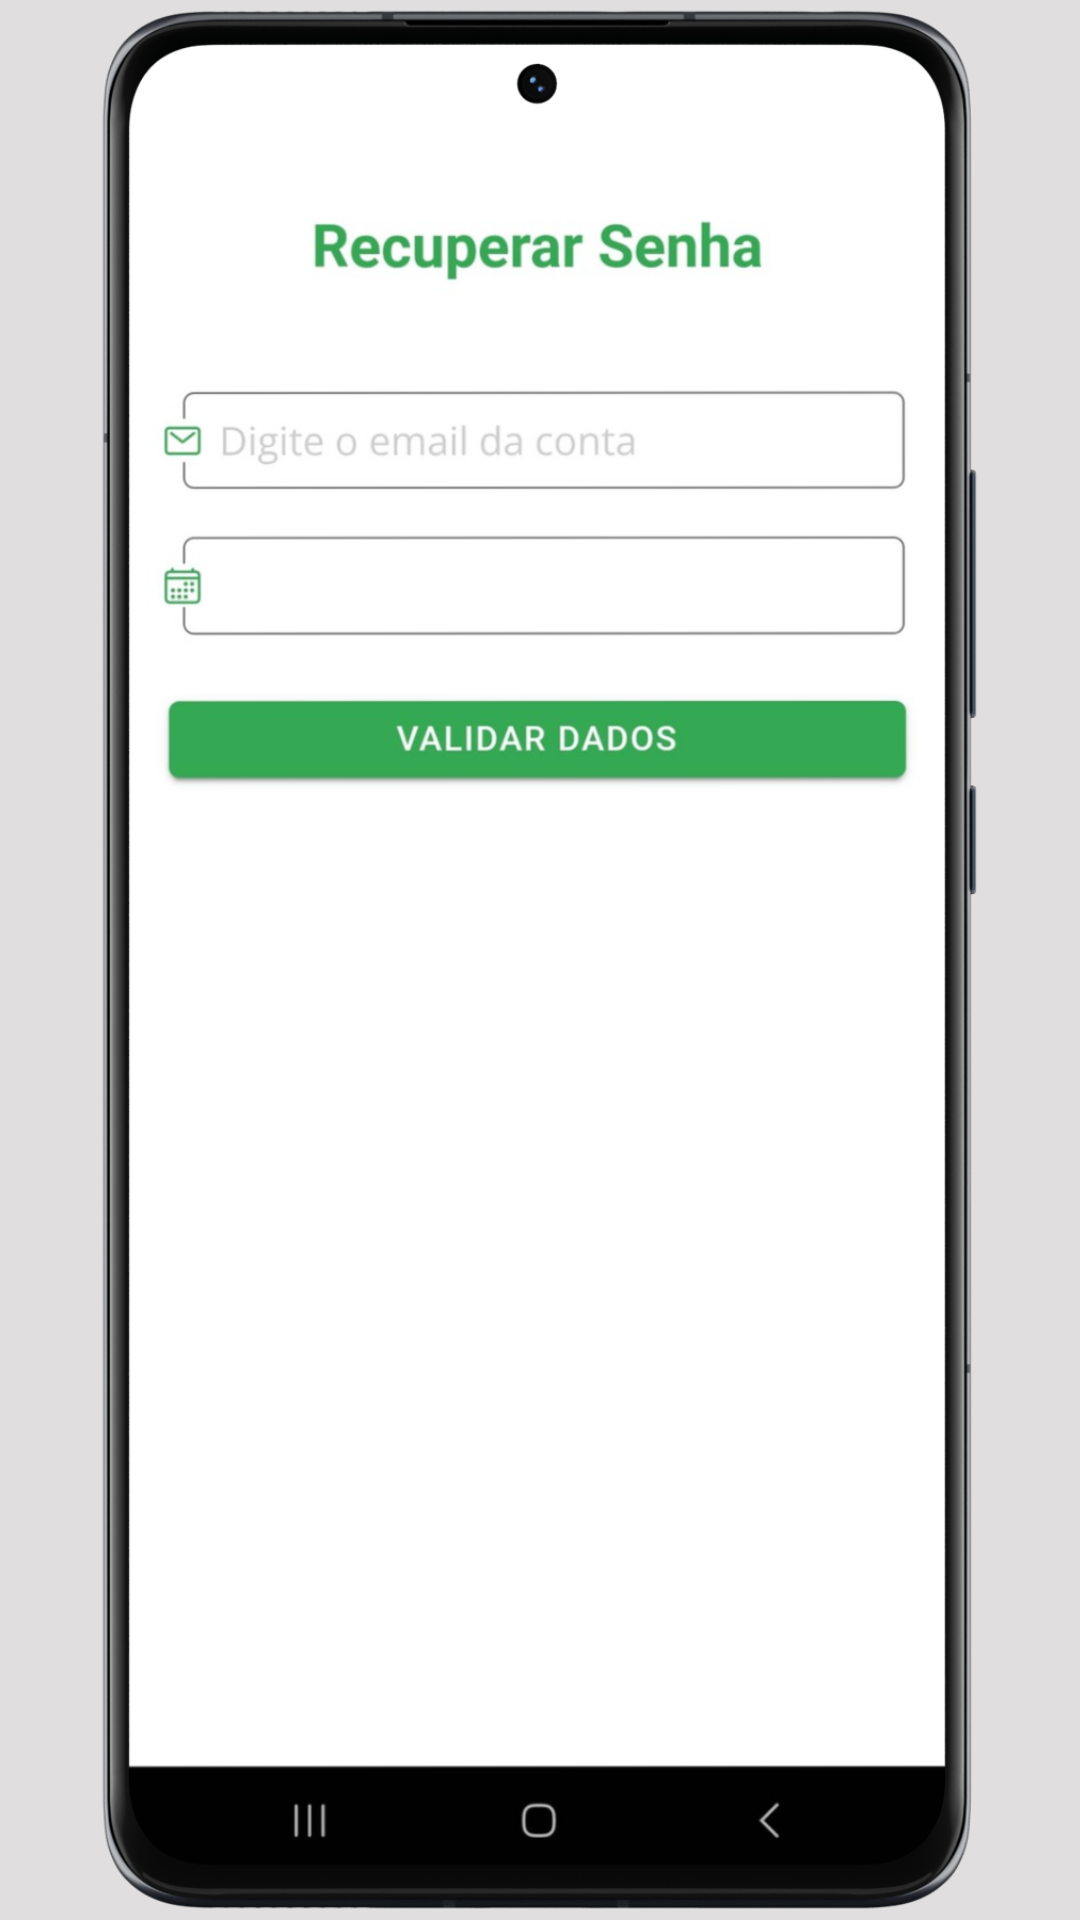 Recuperar Senha
Digite o email da conta
VALIDAR DADOS